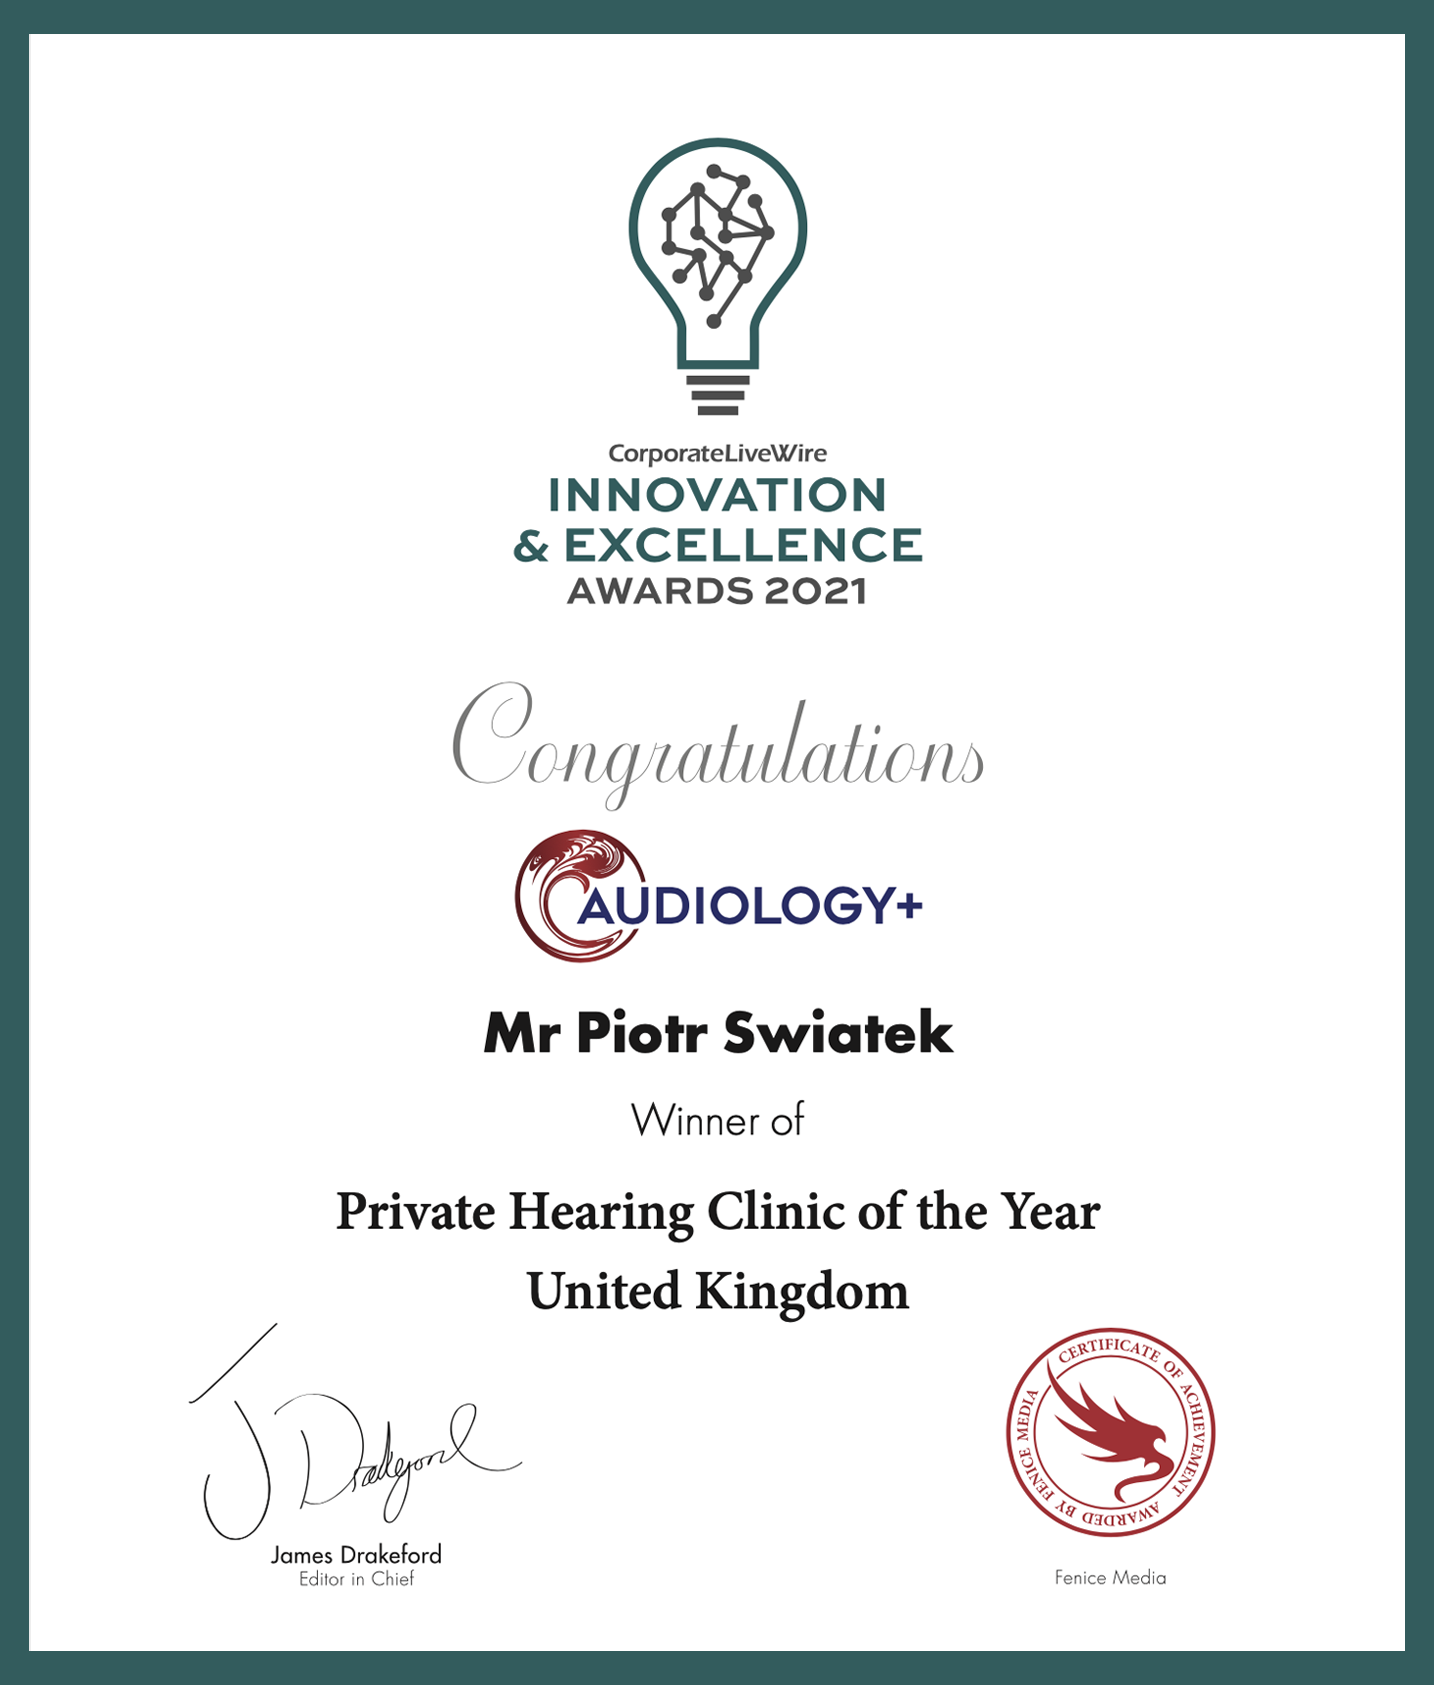 CorporateLiveWire
INNOVATION
& EXCELLENCE
AWARDS 2021
Congratulations
AUDIOLOGY+
Mr Piotr Swiatek
Winner of
Private Hearing Clinic of the Year
United Kingdom
J Drakeford
James Drakeford
Editor in Chief
CERTIFICATE OF ACHIEVEMENT AWARDED BY FENICE MEDIA
Fenice Media